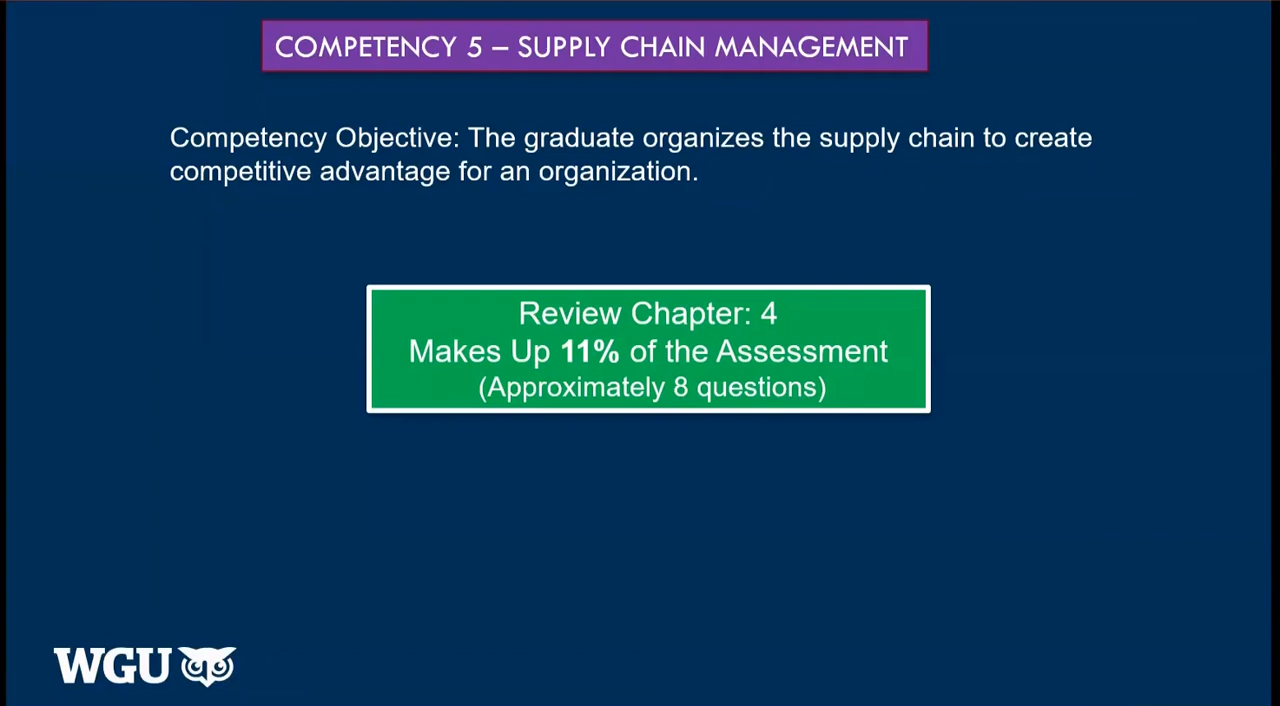 COMPETENCY 5 – SUPPLY CHAIN MANAGEMENT
Competency Objective: The graduate organizes the supply chain to create
competitive advantage for an organization.
Review Chapter: 4
Makes Up 11% of the Assessment
(Approximately 8 questions)
WGU